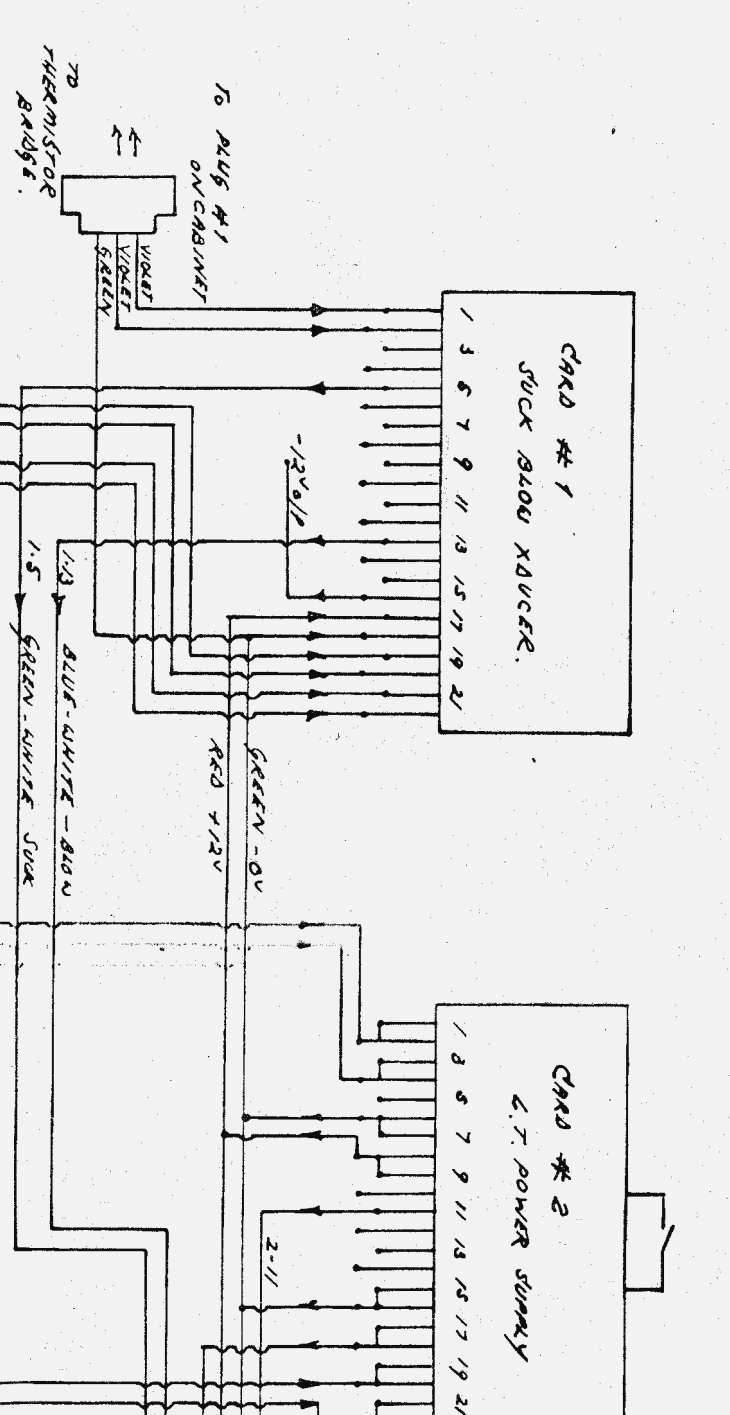 TO
THERMISTOR
BRIDGE.
TO PLUG #1
ON CABINET
VIOLET
VIOLET
GREEN
CARD #1
SUCK BLOW XDUCER.
1
3
5
7
9
11
13
15
17
19
21
-12V O/P
1.5
GREEN-WHITE SUCK
1.13
BLUE-WHITE - BLOW
GREEN - 0V
RED +12V
CARD #2
L.T. POWER SUPPLY
1
3
5
7
9
11
13
15
17
19
21
2-11